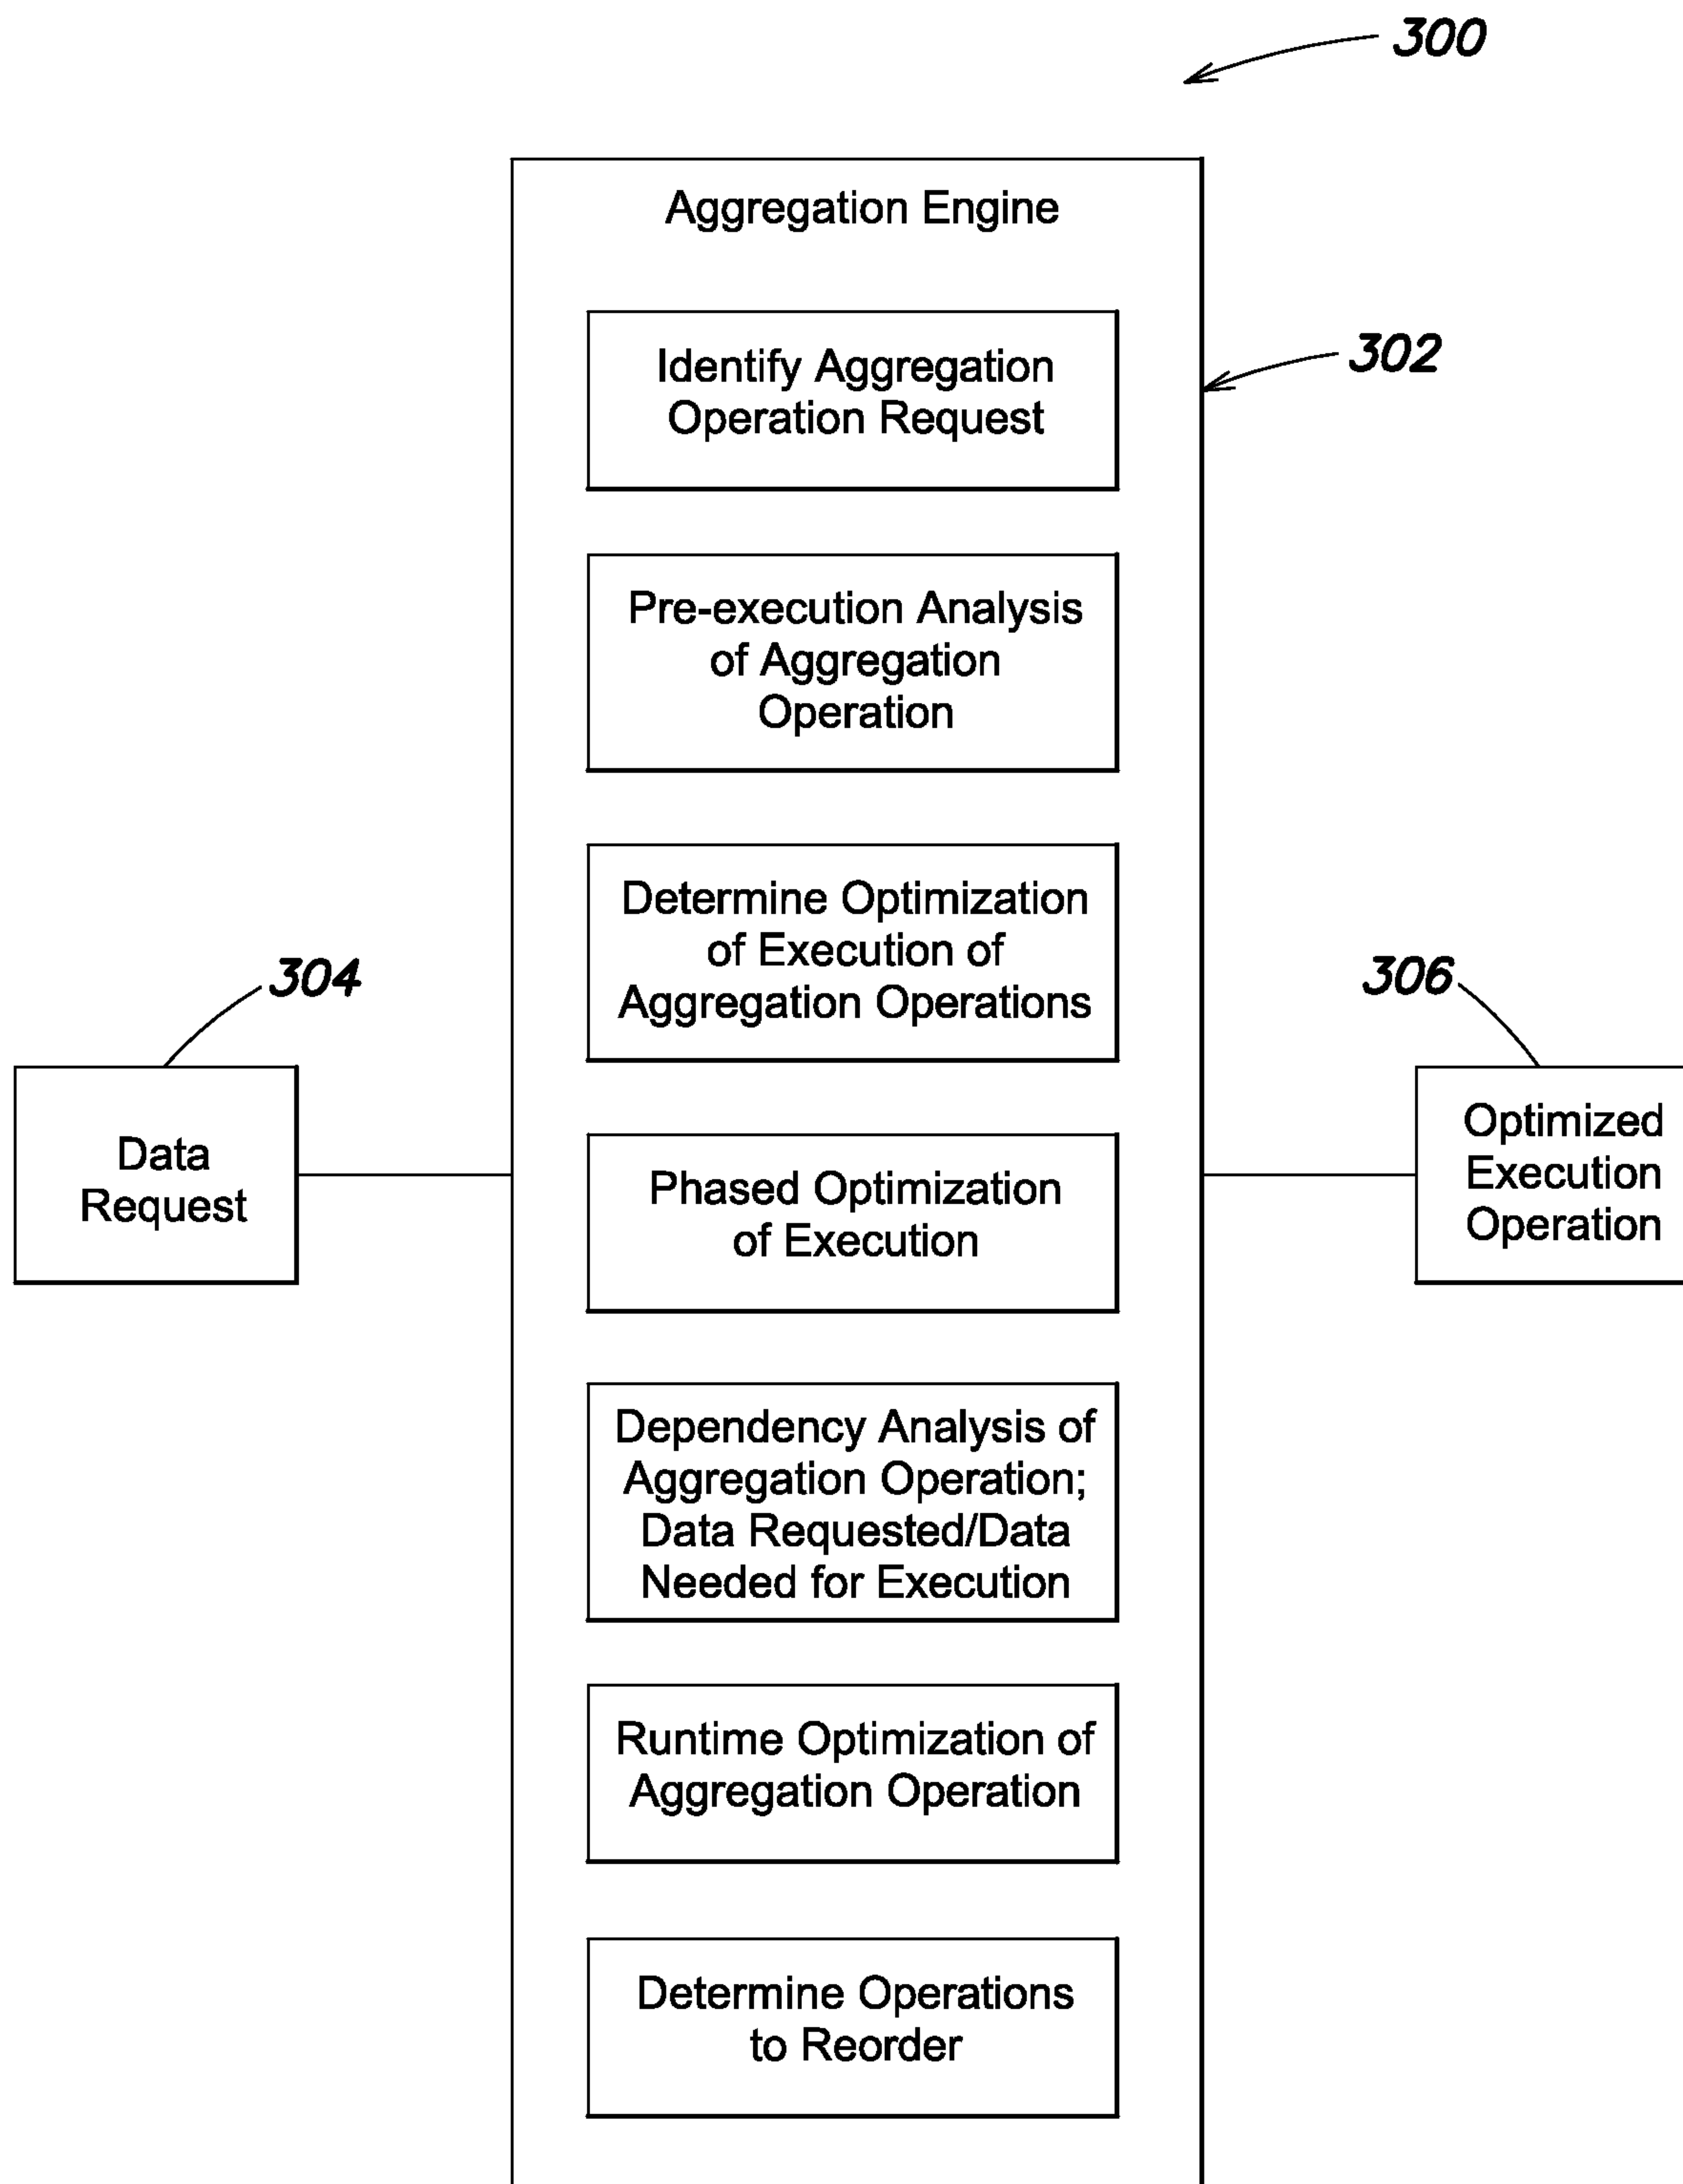 300
Aggregation Engine
Identify Aggregation
Operation Request
302
Pre-execution Analysis
of Aggregation
Operation
Determine Optimization
of Execution of
Aggregation Operations
304
306
Data
Request
Phased Optimization
of Execution
Optimized
Execution
Operation
Dependency Analysis of
Aggregation Operation;
Data Requested/Data
Needed for Execution
Runtime Optimization of
Aggregation Operation
Determine Operations
to Reorder